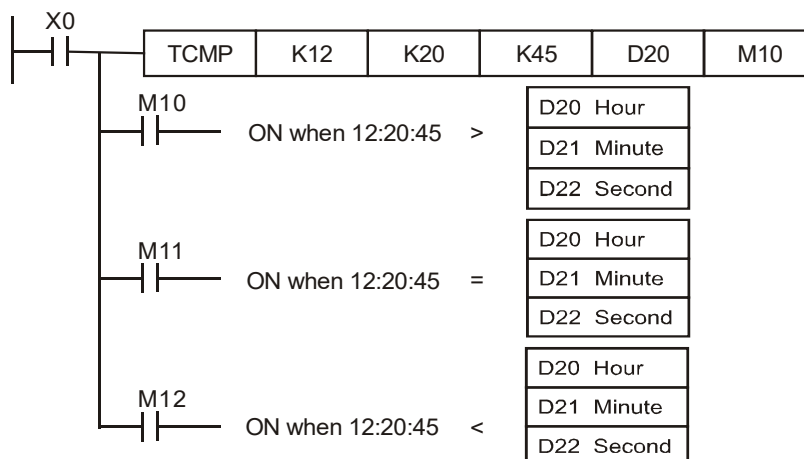 X0
TCMP K12 K20 K45 D20 M10
M10
ON when 12:20:45 >
D20 Hour
D21 Minute
D22 Second
M11
ON when 12:20:45 =
D20 Hour
D21 Minute
D22 Second
M12
ON when 12:20:45 <
D20 Hour
D21 Minute
D22 Second